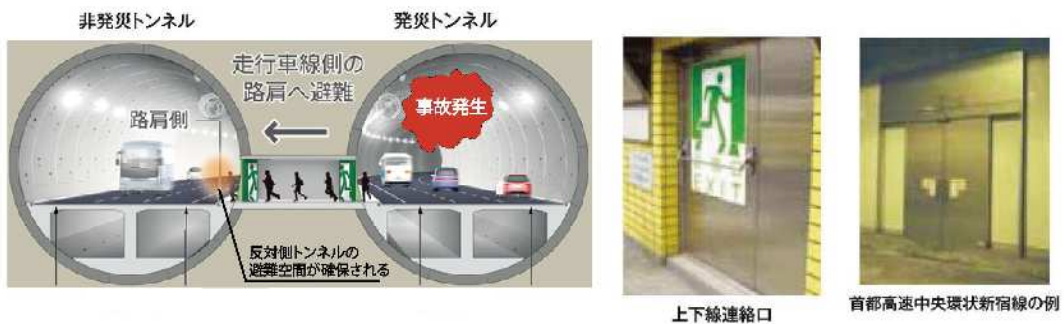 非発災トンネル
発災トンネル
走行車線側の
路肩へ避難
事故発生
路肩側
反対側トンネルの
避難空間が確保される
EXIT
上下線連絡口
首都高速中央環状新宿線の例